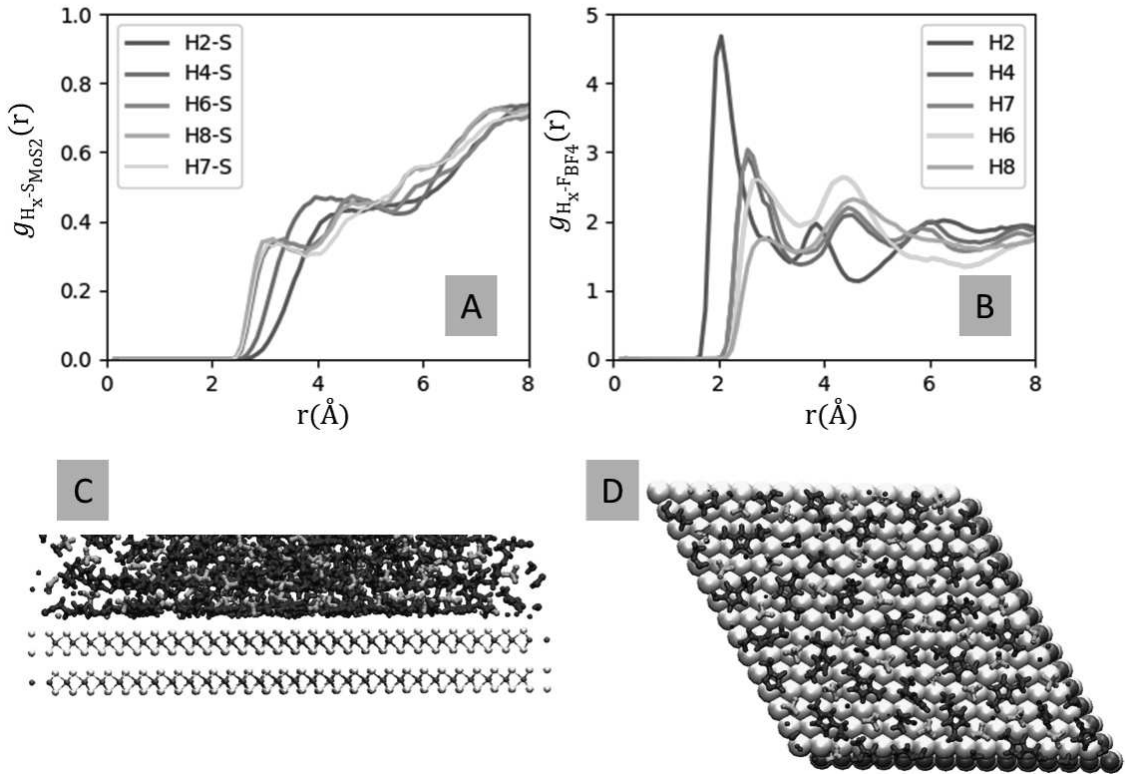 1.0
0.8
0.6
0.4
0.2
0.0
0 2 4 6 8
g_{H_x-S_{MoS2}}(r)
r(Å)
H2-S
H4-S
H6-S
H8-S
H7-S
A
5
4
3
2
1
0
0 2 4 6 8
g_{H_x-F_{BF4}}(r)
r(Å)
H2
H4
H7
H6
H8
B
C
D